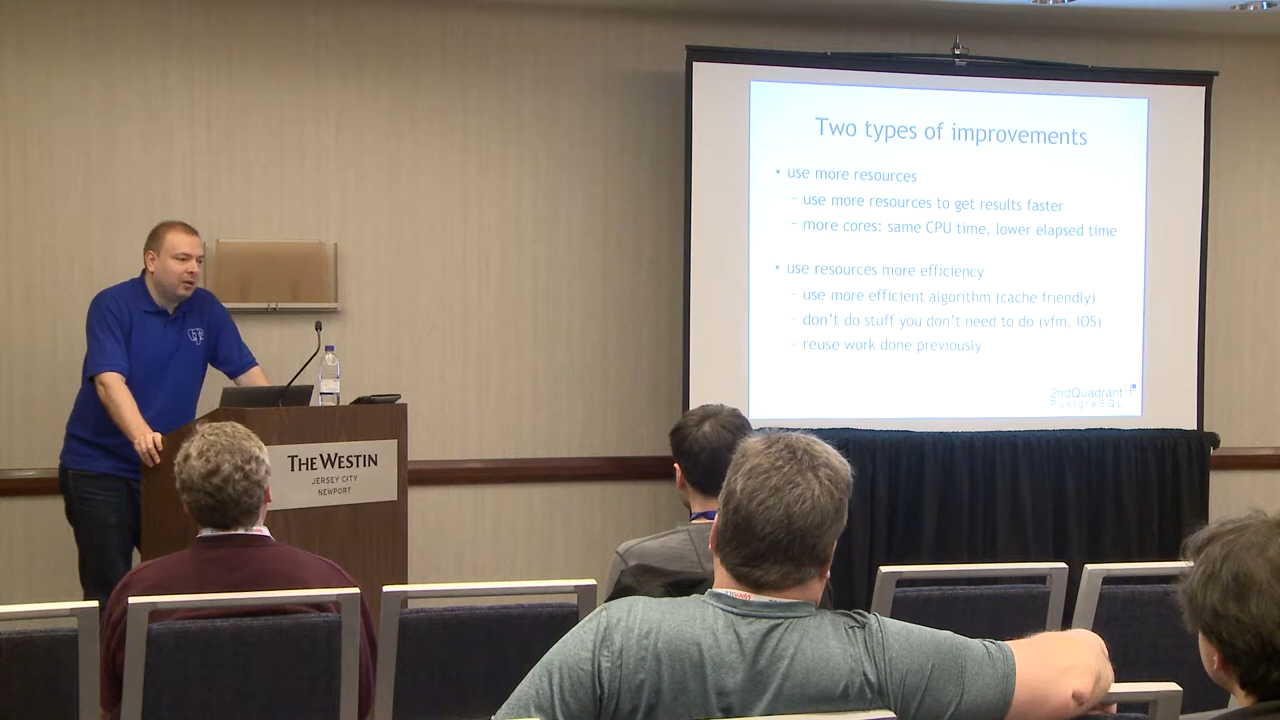 Two types of improvements
• use more resources
– use more resources to get results faster
– more cores: same CPU time, lower elapsed time
• use resources more efficiency
– use more efficient algorithm (cache friendly)
– don't do stuff you don't need to do (vfm, IOS)
– reuse work done previously
2ndQuadrant
PostgreSQL
THE WESTIN
JERSEY CITY
NEWPORT